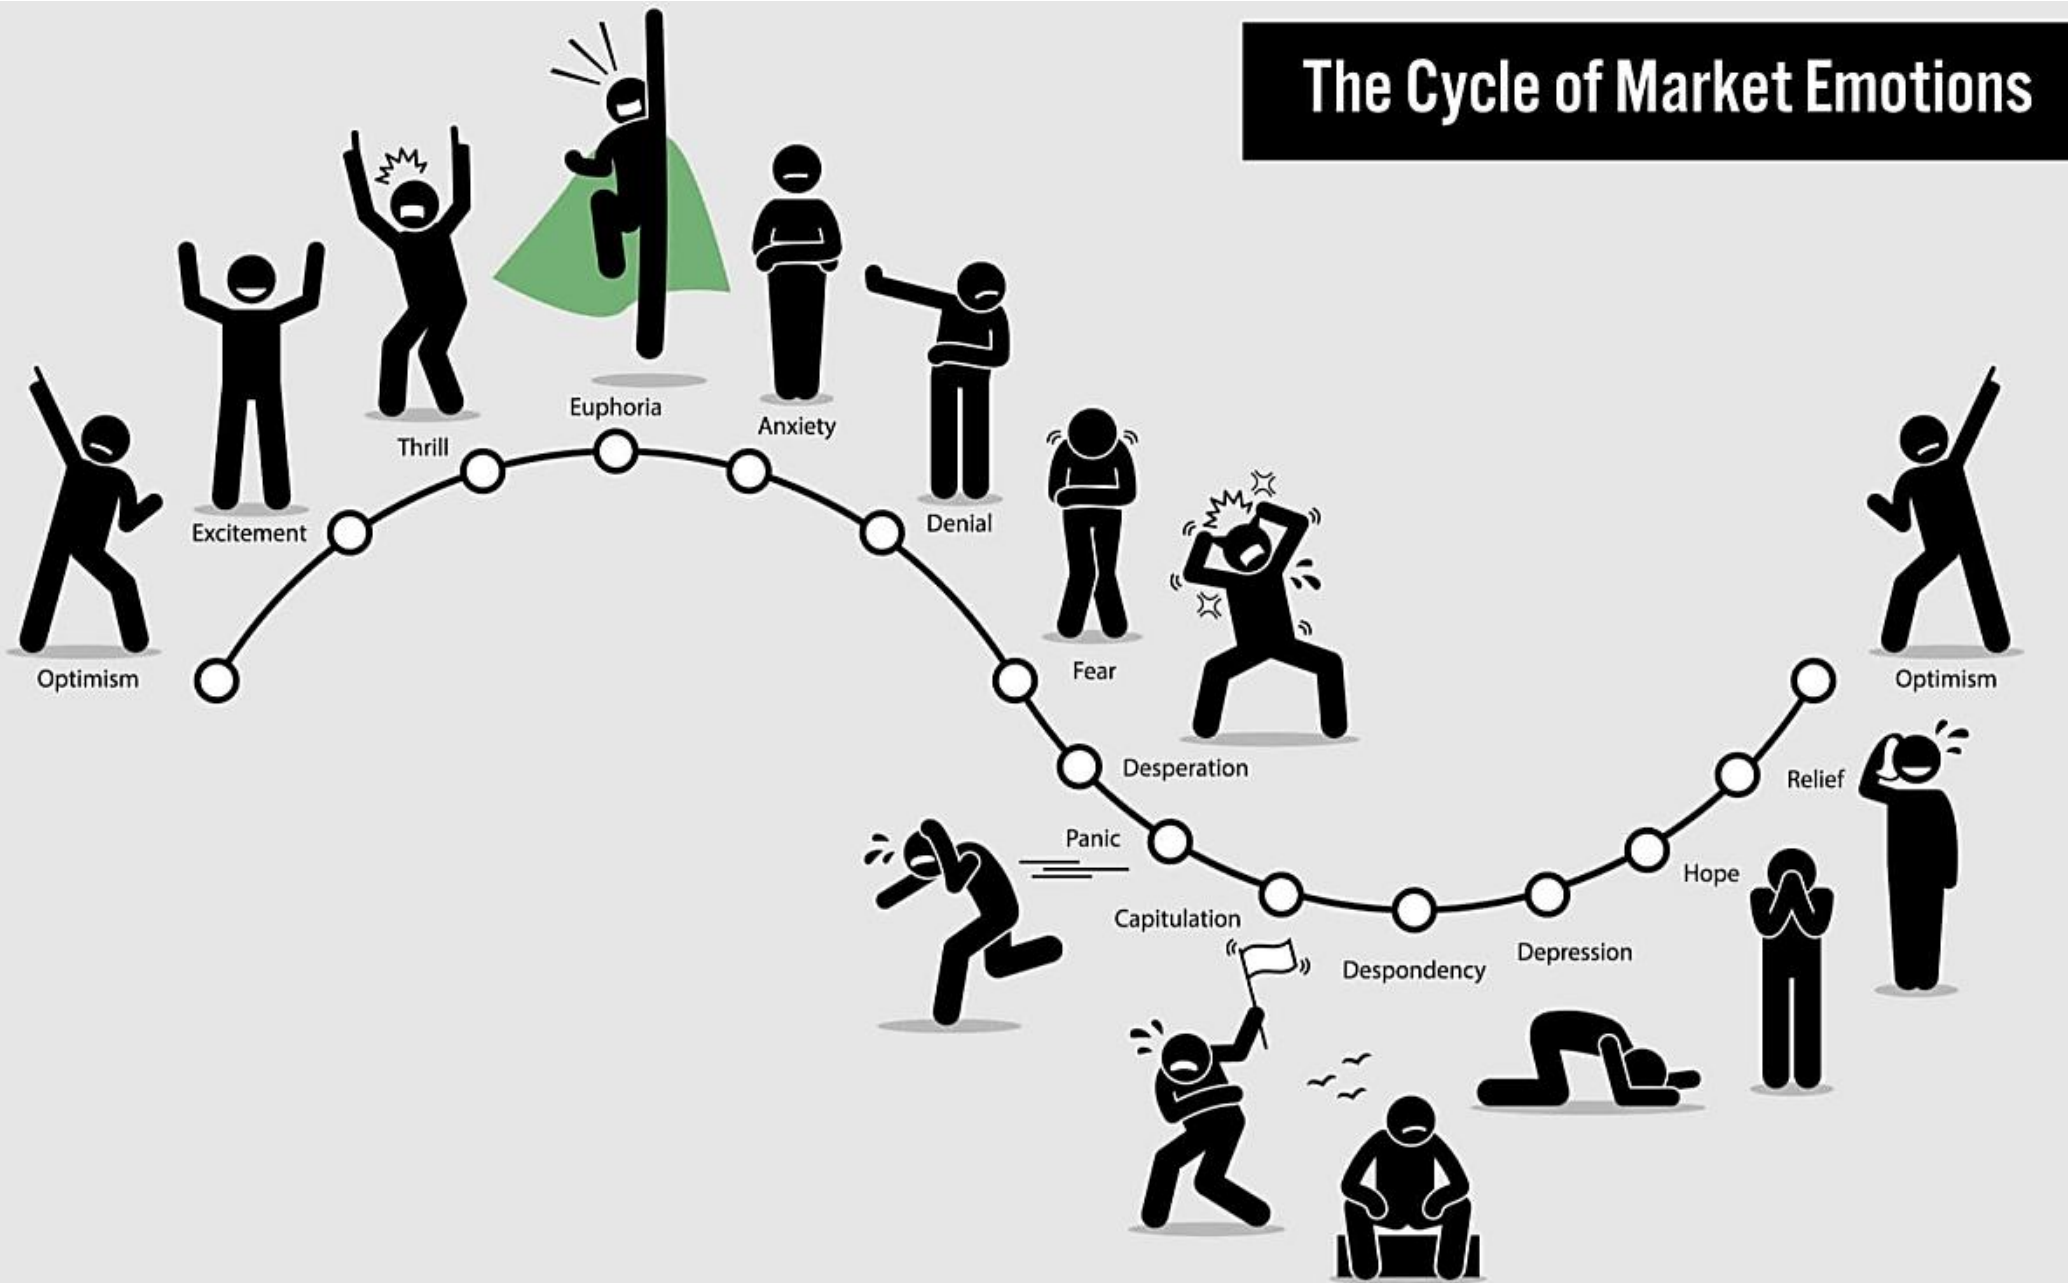 The Cycle of Market Emotions
Optimism
Excitement
Thrill
Euphoria
Anxiety
Denial
Fear
Desperation
Panic
Capitulation
Despondency
Depression
Hope
Relief
Optimism